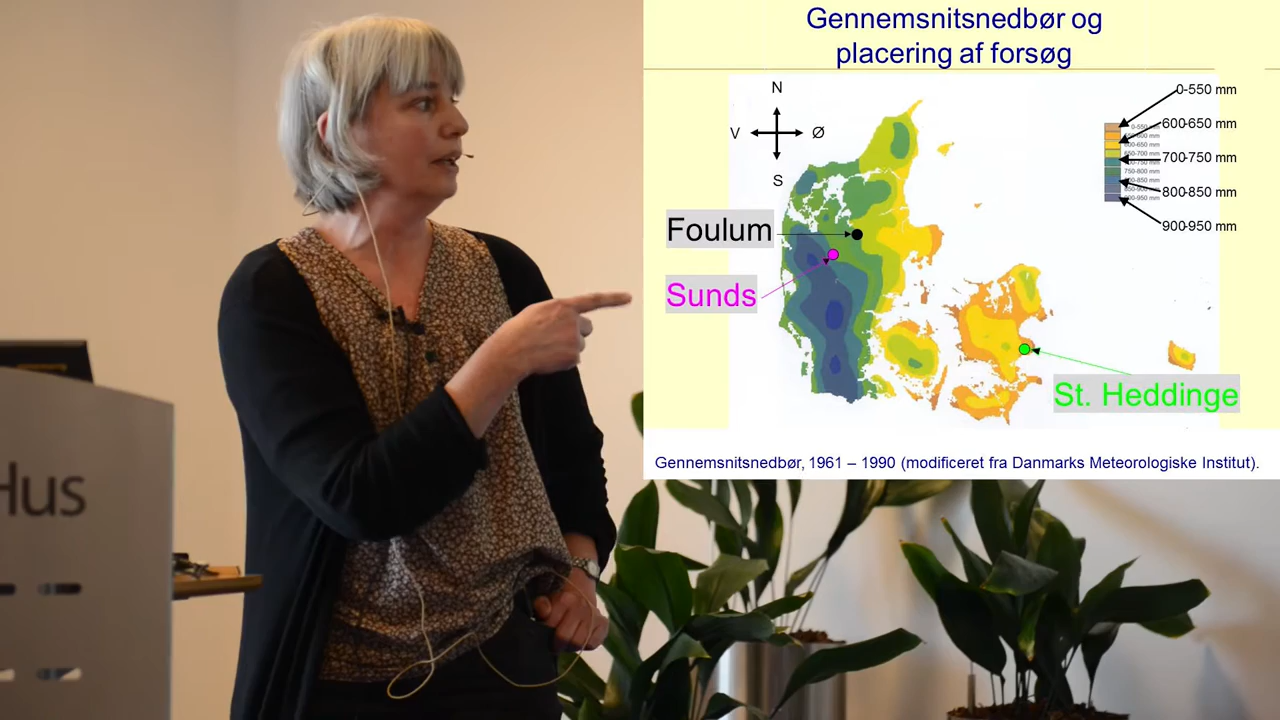 Gennemsnitsnedbør og
placering af forsøg
N
V
Ø
S
0-550 mm
600-650 mm
700-750 mm
800-850 mm
900-950 mm
Foulum
Sunds
St. Heddinge
Gennemsnitsnedbør, 1961 – 1990 (modificeret fra Danmarks Meteorologiske Institut).
Hus